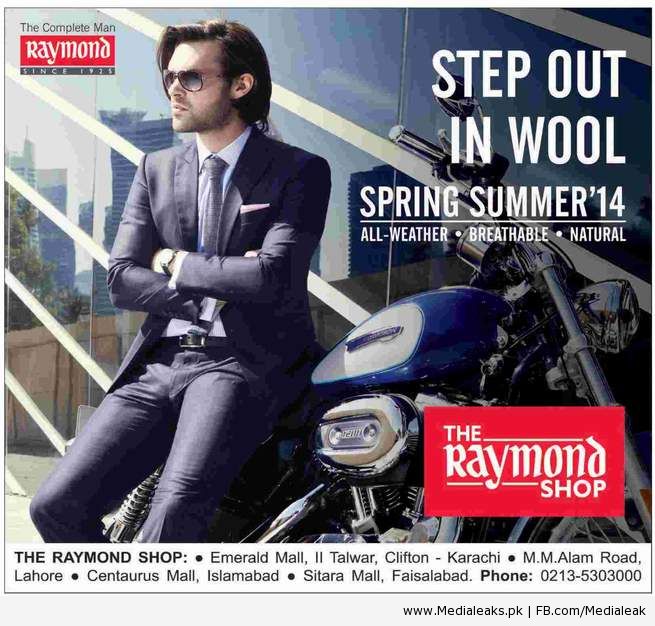 The Complete Man
Raymond
SINCE 1925
STEP OUT
IN WOOL
SPRING SUMMER'14
ALL-WEATHER • BREATHABLE • NATURAL
THE
Raymond
SHOP
THE RAYMOND SHOP: ● Emerald Mall, II Talwar, Clifton - Karachi ● M.M.Alam Road,
Lahore ● Centaurus Mall, Islamabad ● Sitara Mall, Faisalabad. Phone: 0213-5303000
www.Medialeaks.pk | FB.com/Medialeak